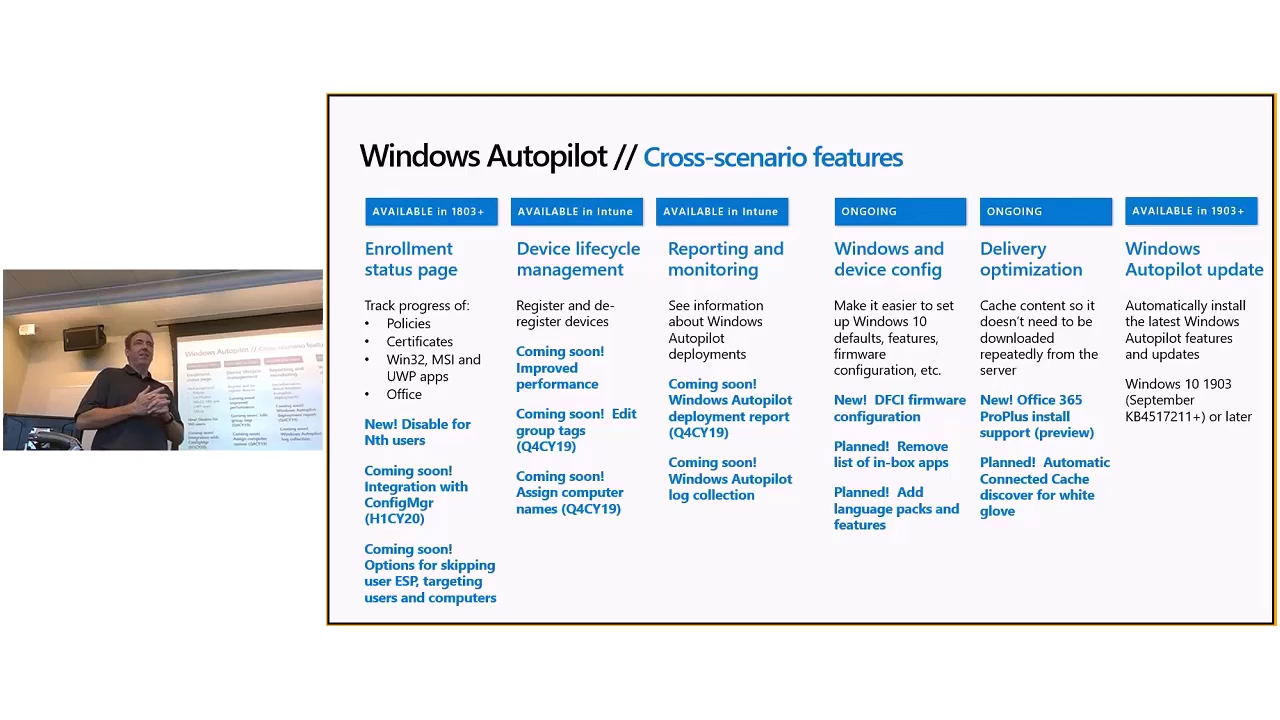 Windows Autopilot // Cross-scenario features
AVAILABLE in 1803+
Enrollment
status page
Track progress of:
• Policies
• Certificates
• Win32, MSI and
UWP apps
• Office
New! Disable for
Nth users
Coming soon!
Integration with
ConfigMgr
(H1CY20)
Coming soon!
Options for skipping
user ESP, targeting
users and computers
AVAILABLE in Intune
Device lifecycle
management
Register and de-
register devices
Coming soon!
Improved
performance
Coming soon! Edit
group tags
(Q4CY19)
Coming soon!
Assign computer
names (Q4CY19)
AVAILABLE in Intune
Reporting and
monitoring
See information
about Windows
Autopilot
deployments
Coming soon!
Windows Autopilot
deployment report
(Q4CY19)
Coming soon!
Windows Autopilot
log collection
ONGOING
Windows and
device config
Make it easier to set
up Windows 10
defaults, features,
firmware
configuration, etc.
New! DFCI firmware
configuration
Planned! Remove
list of in-box apps
Planned! Add
language packs and
features
ONGOING
Delivery
optimization
Cache content so it
doesn't need to be
downloaded
repeatedly from the
server
New! Office 365
ProPlus install
support (preview)
Planned! Automatic
Connected Cache
discover for white
glove
AVAILABLE in 1903+
Windows
Autopilot update
Automatically install
the latest Windows
Autopilot features
and updates
Windows 10 1903
(September
KB4517211+) or later
Windows Autopilot //